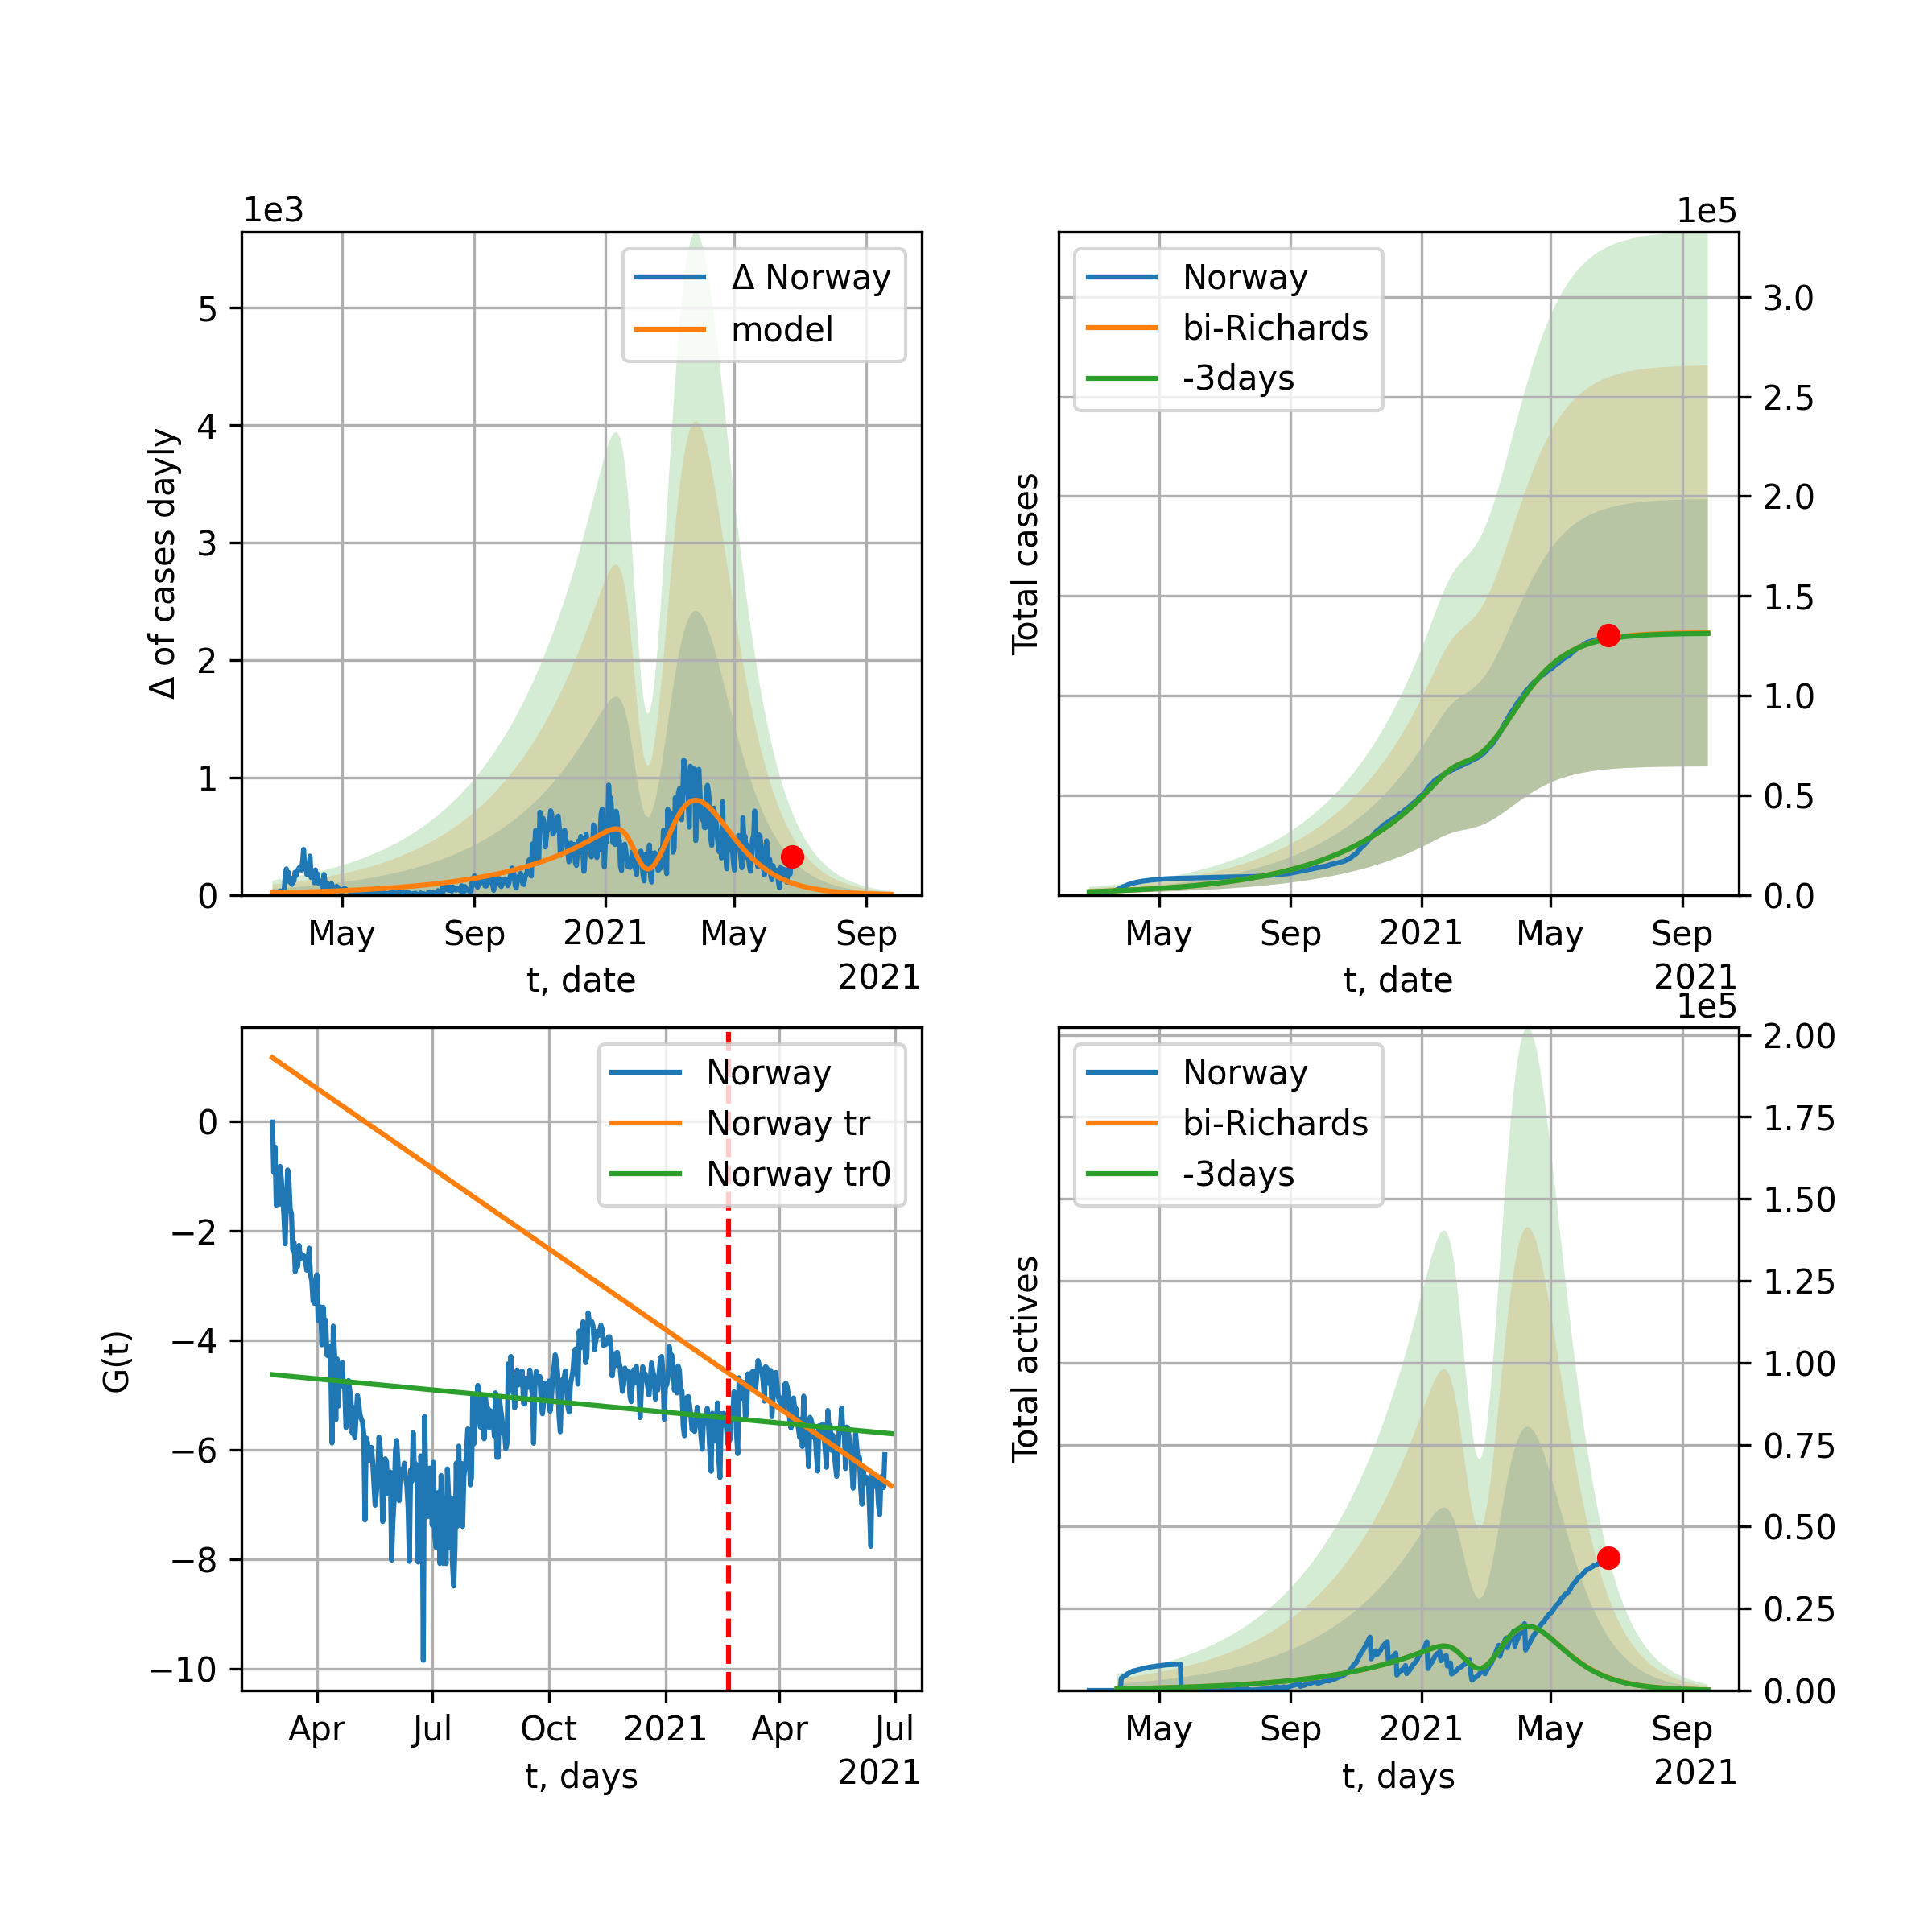 1e3
Δ Norway
model
5
4
3
2
1
0
Δ of cases dayly
May
Sep
2021
May
Sep
t, date
2021
1e5
Norway
bi-Richards
-3days
3.0
2.5
2.0
1.5
1.0
0.5
0.0
Total cases
May
Sep
2021
May
Sep
t, date
2021
Norway
Norway tr
Norway tr0
0
−2
−4
−6
−8
−10
G(t)
Apr
Jul
Oct
2021
Apr
Jul
t, days
2021
1e5
Norway
bi-Richards
-3days
2.00
1.75
1.50
1.25
1.00
0.75
0.50
0.25
0.00
Total actives
May
Sep
2021
May
Sep
t, days
2021